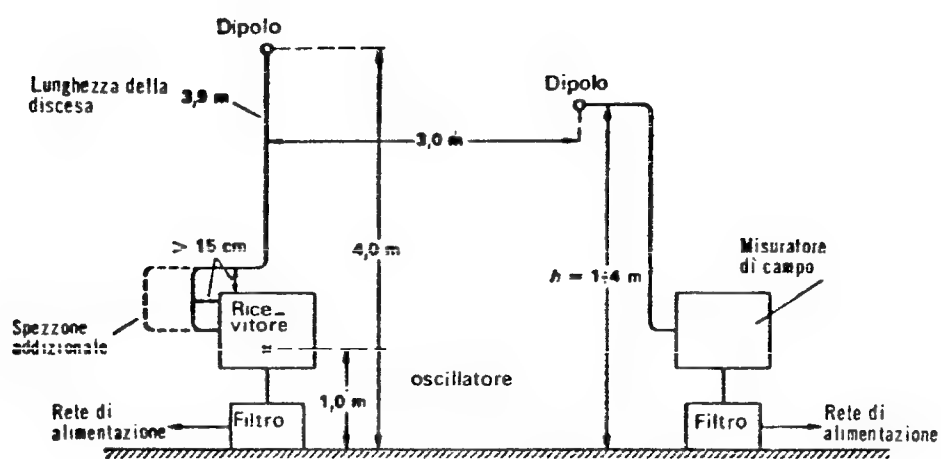 Dipolo
Lunghezza della
discesa
3,9 m
Dipolo
3,0 m
> 15 cm
4,0 m
h = 1÷4 m
Misuratore
di campo
Rice_
vitore
≈
Spezzone
addizionale
1,0 m
oscillatore
Rete di
alimentazione
Filtro
Filtro
Rete di
alimentazione